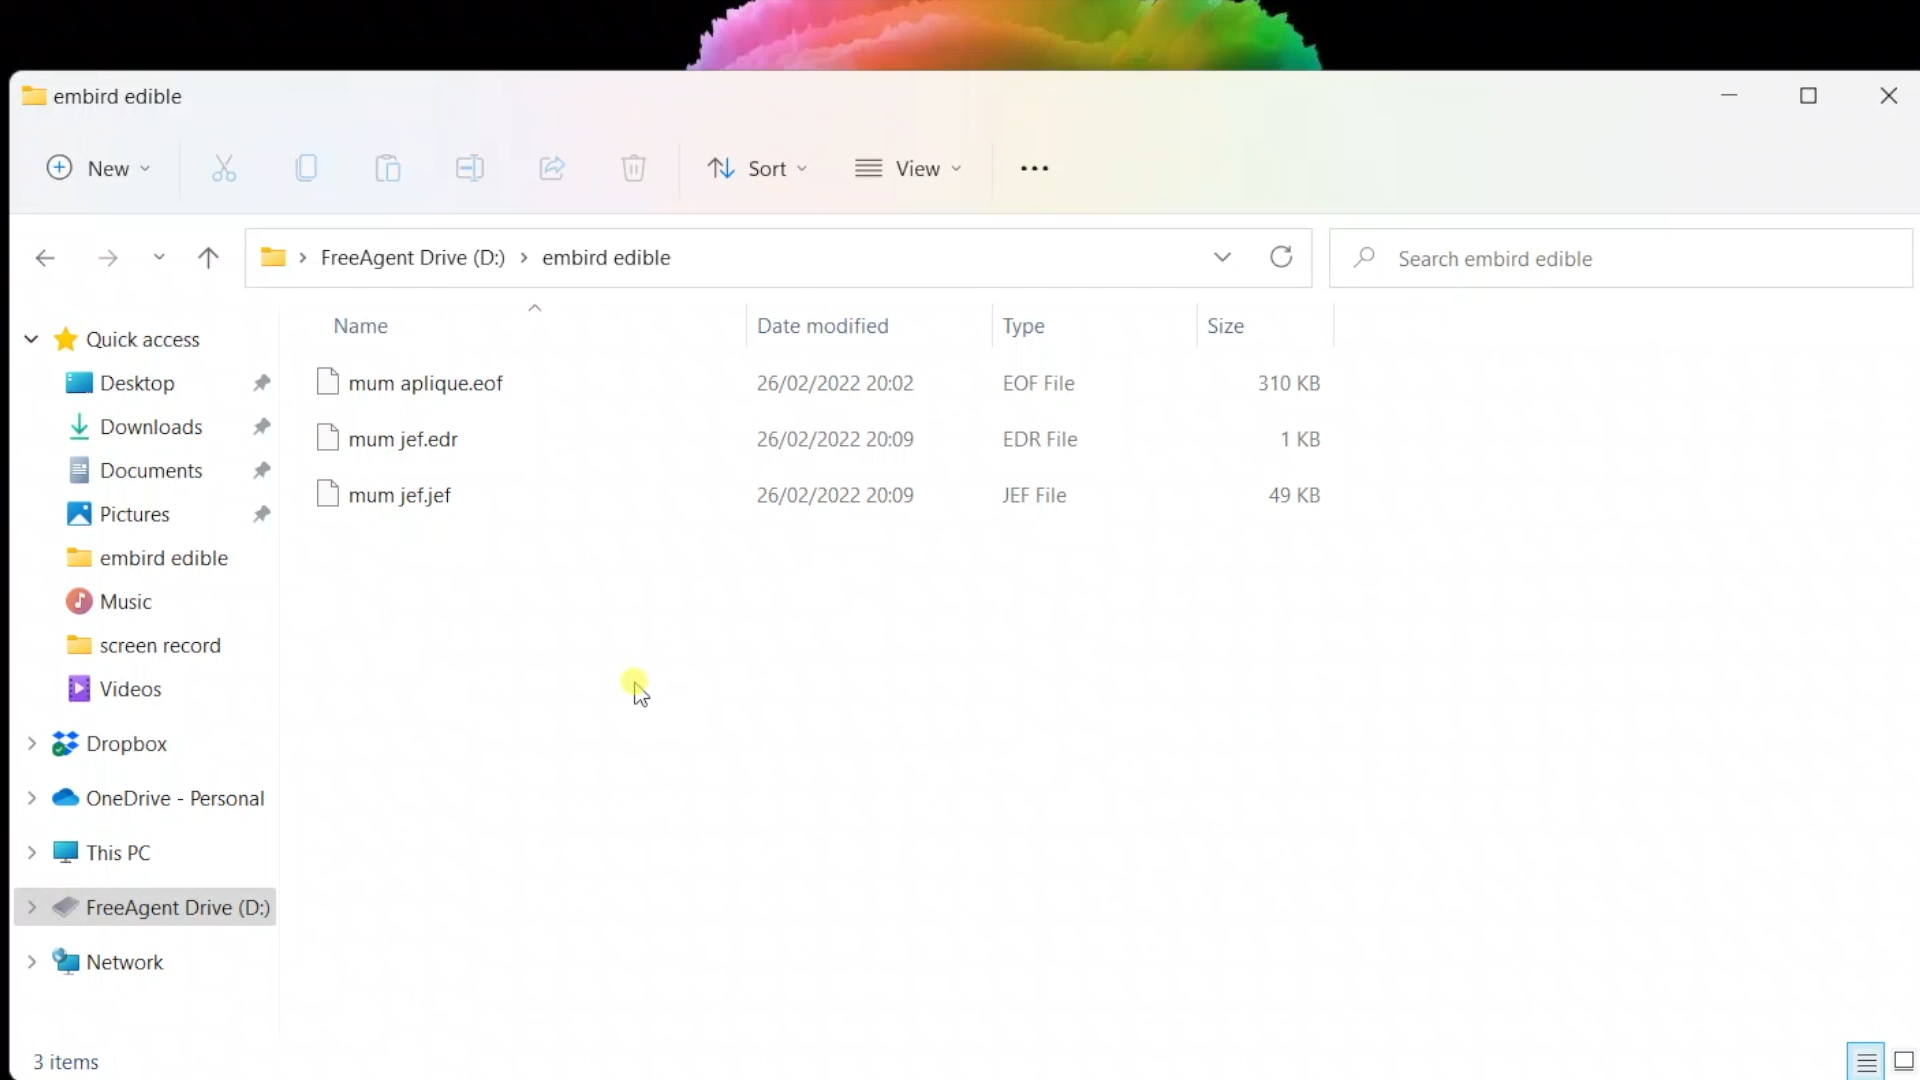 embird edible
New
Sort
View
FreeAgent Drive (D:)
embird edible
Search embird edible
Name
Date modified
Type
Size
Quick access
Desktop
Downloads
Documents
Pictures
embird edible
Music
screen record
Videos
Dropbox
OneDrive - Personal
This PC
FreeAgent Drive (D:)
Network
mum aplique.eof 26/02/2022 20:02 EOF File 310 KB
mum jef.edr 26/02/2022 20:09 EDR File 1 KB
mum jef.jef 26/02/2022 20:09 JEF File 49 KB
3 items